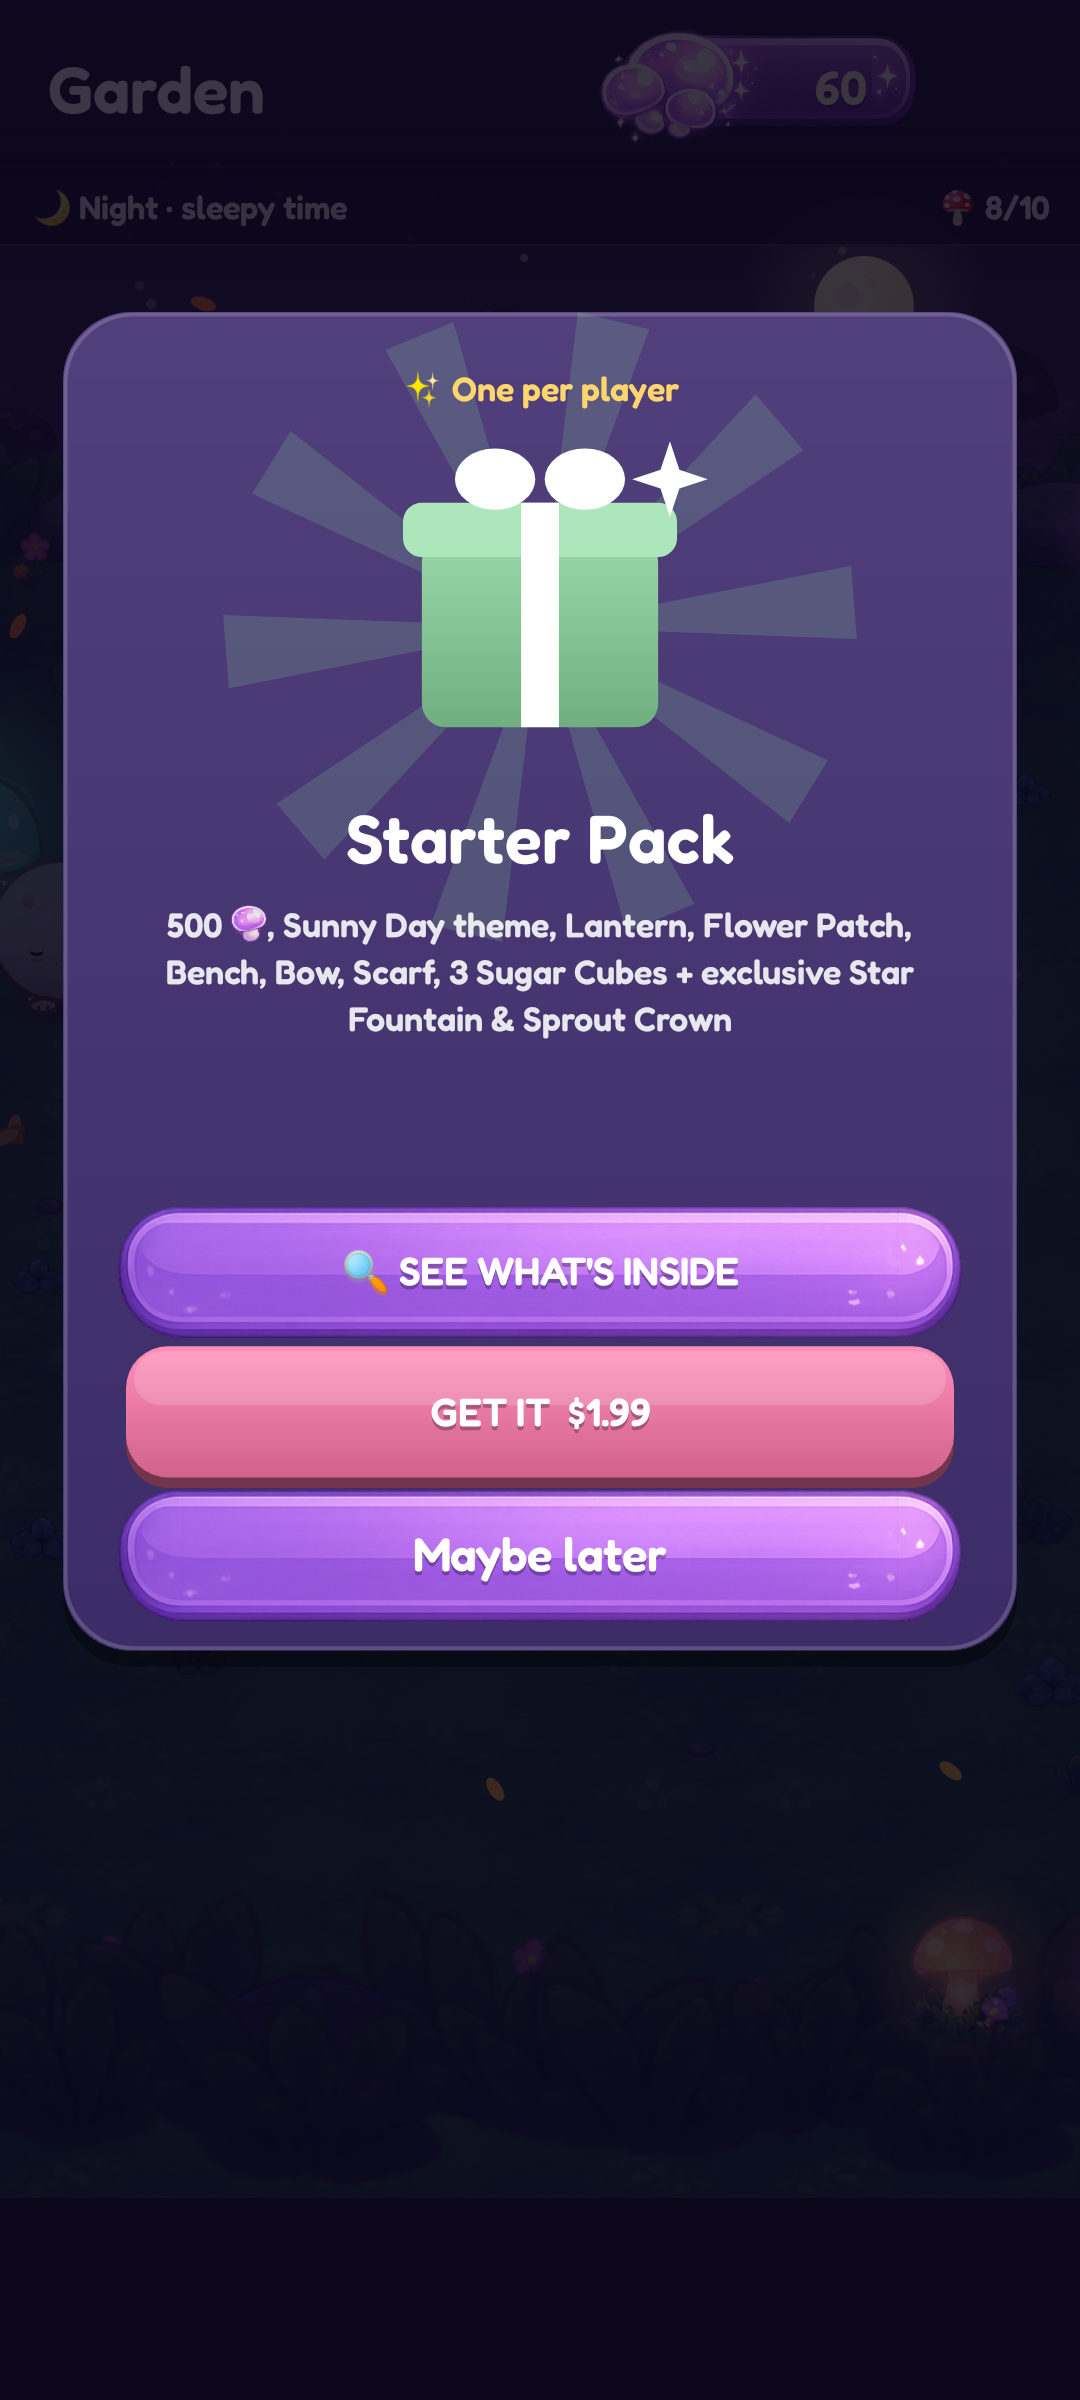 Garden
60
🌙 Night · sleepy time
🍄 8/10
✨ One per player
Starter Pack
500 🍄, Sunny Day theme, Lantern, Flower Patch,
Bench, Bow, Scarf, 3 Sugar Cubes + exclusive Star
Fountain & Sprout Crown
🔍 SEE WHAT'S INSIDE
GET IT $1.99
Maybe later